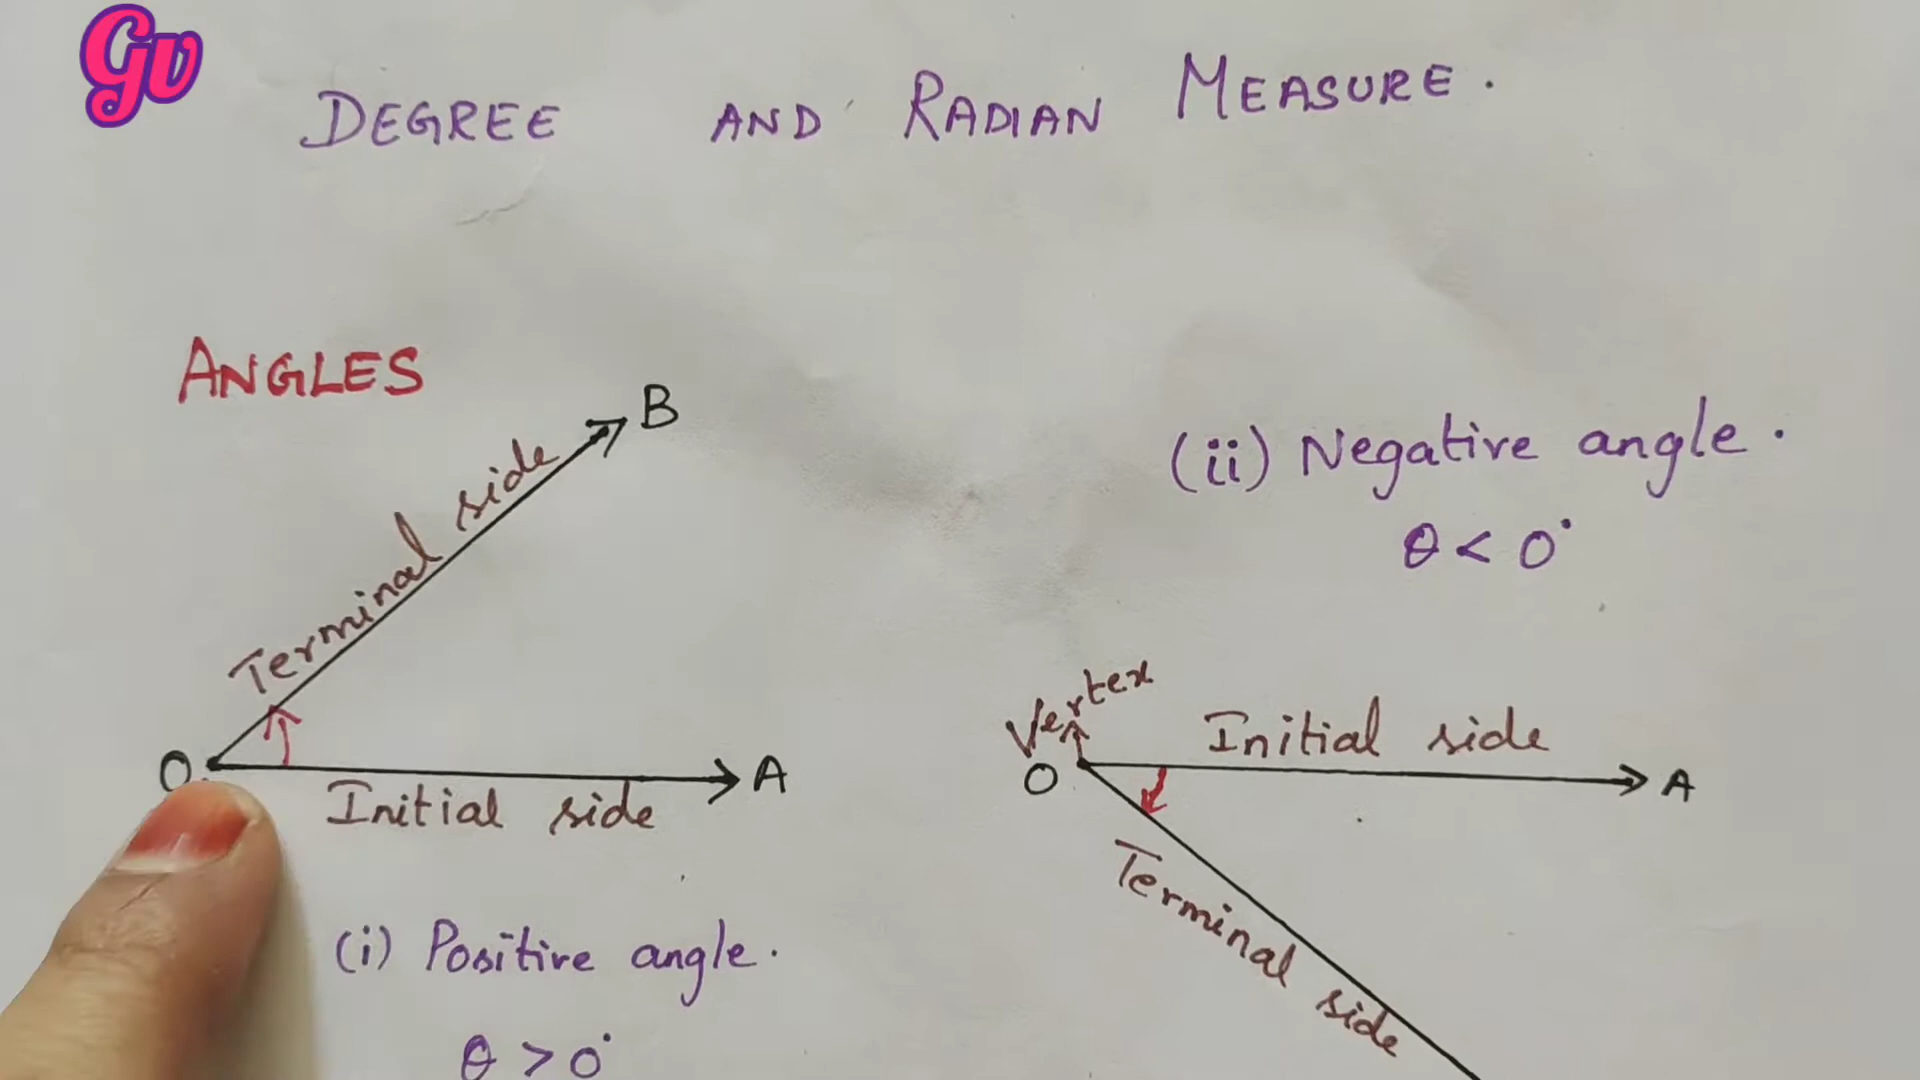 Gv
DEGREE AND RADIAN MEASURE.
ANGLES
B
Terminal side
O
A
Initial side
(i) Positive angle.
θ > 0°
(ii) Negative angle.
θ < 0°
Vertex
O
Initial side
A
Terminal side